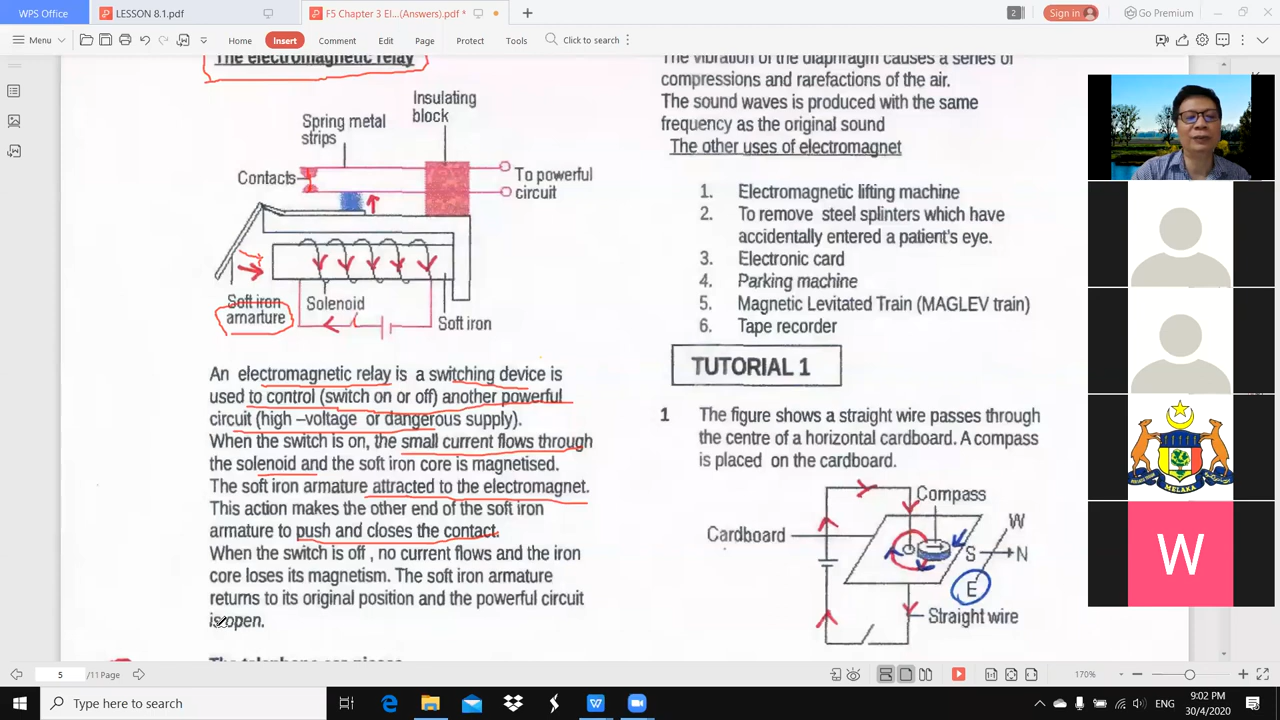 WPS Office
LESSON 8.1.pdf
F5 Chapter 3 El...(Answers).pdf *
2
Sign in
Go Premium
Menu
Home
Insert
Comment
Edit
Page
Protect
Tools
Click to search
The electromagnetic relay
Insulating
block
Spring metal
strips
Contacts
To powerful
circuit
Soft iron
armarture
Solenoid
Soft iron
An electromagnetic relay is a switching device is
used to control (switch on or off) another powerful
circuit (high –voltage or dangerous supply).
When the switch is on, the small current flows through
the solenoid and the soft iron core is magnetised.
The soft iron armature attracted to the electromagnet.
This action makes the other end of the soft iron
armature to push and closes the contact.
When the switch is off , no current flows and the iron
core loses its magnetism. The soft iron armature
returns to its original position and the powerful circuit
is open.
The vibration of the diaphragm causes a series of
compressions and rarefactions of the air.
The sound waves is produced with the same
frequency as the original sound
The other uses of electromagnet
1. Electromagnetic lifting machine
2. To remove steel splinters which have
accidentally entered a patient's eye.
3. Electronic card
4. Parking machine
5. Magnetic Levitated Train (MAGLEV train)
6. Tape recorder
TUTORIAL 1
1 The figure shows a straight wire passes through
the centre of a horizontal cardboard. A compass
is placed on the cardboard.
Compass
Cardboard
W
S
N
E
Straight wire
W
5 /11 Page
170%
Type here to search
ENG
9:02 PM
30/4/2020